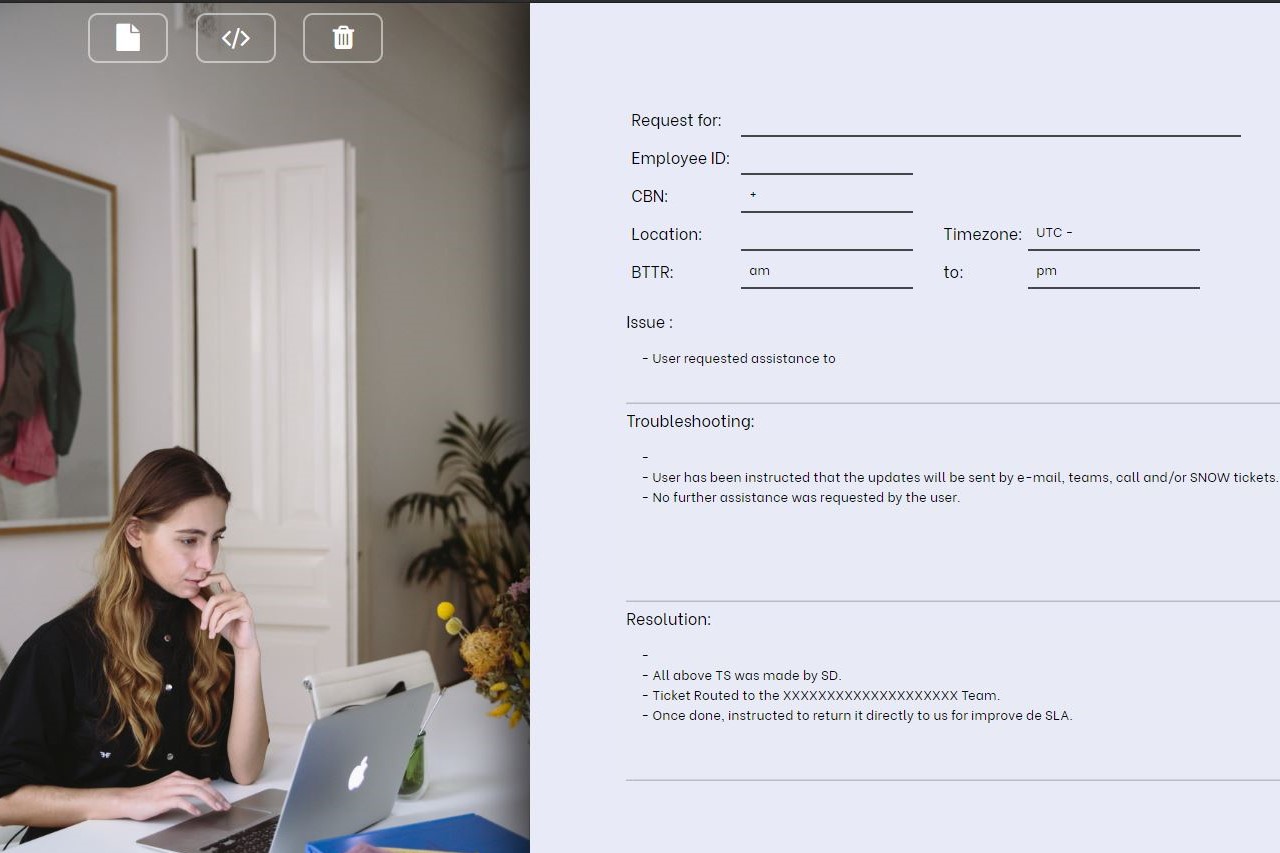 Request for:
Employee ID:
CBN: +
Location: Timezone: UTC -
BTTR: am to: pm
Issue :
- User requested assistance to
Troubleshooting:
-
- User has been instructed that the updates will be sent by e-mail, teams, call and/or SNOW tickets.
- No further assistance was requested by the user.
Resolution:
-
- All above TS was made by SD.
- Ticket Routed to the XXXXXXXXXXXXXXXXXXXX Team.
- Once done, instructed to return it directly to us for improve de SLA.